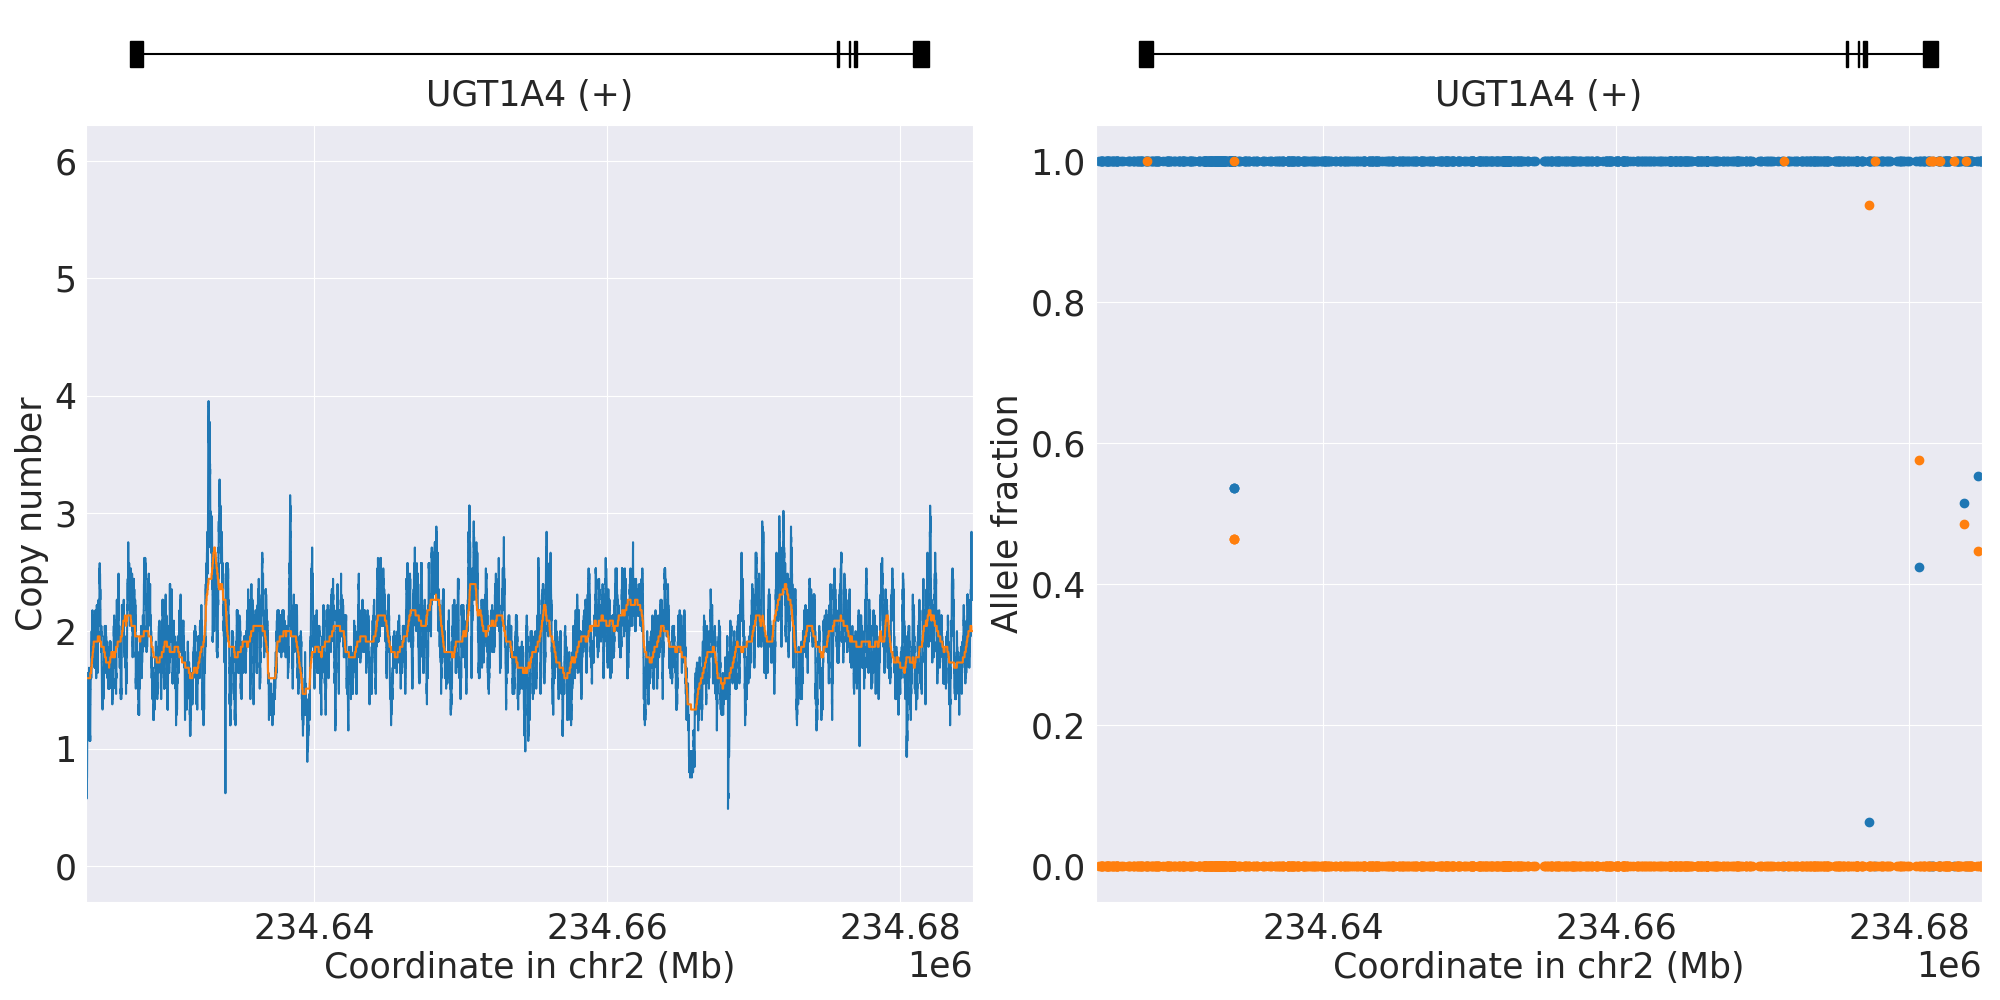 UGT1A4 (+)
6
5
4
3
2
1
0
Copy number
234.64 234.66 234.68
1e6
Coordinate in chr2 (Mb)
UGT1A4 (+)
1.0
0.8
0.6
0.4
0.2
0.0
Allele fraction
234.64 234.66 234.68
1e6
Coordinate in chr2 (Mb)